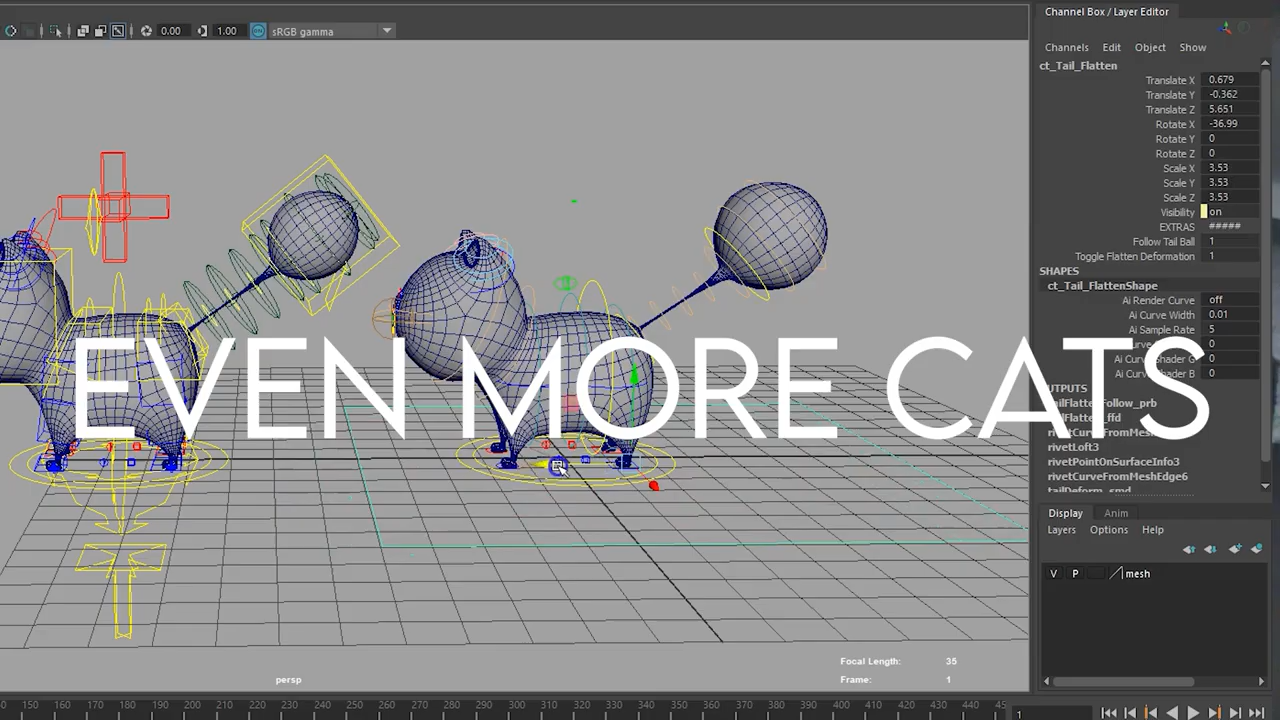 Channel Box / Layer Editor
0.00
1.00
sRGB gamma
Channels Edit Object Show
ct_Tail_Flatten
Translate X 0.679
Translate Y -0.362
Translate Z 5.651
Rotate X -36.99
Rotate Y 0
Rotate Z 0
Scale X 3.53
Scale Y 3.53
Scale Z 3.53
Visibility on
EXTRAS #####
Follow Tail Ball 1
Toggle Flatten Deformation 1
SHAPES
ct_Tail_FlattenShape
Ai Render Curve off
Ai Curve Width 0.01
Ai Sample Rate 5
EVEN MORE CATS
rivetLoft3
rivetPointOnSurfaceInfo3
rivetCurveFromMeshEdge6
Display Anim
Layers Options Help
V P mesh
Focal Length: 35
Frame: 1
persp
150 160 170 180 190 200 210 220 230 240 250 260 270 280 290 300 310 320 330 340 350 360 370 380 390 400 410 420 430 440 45
1